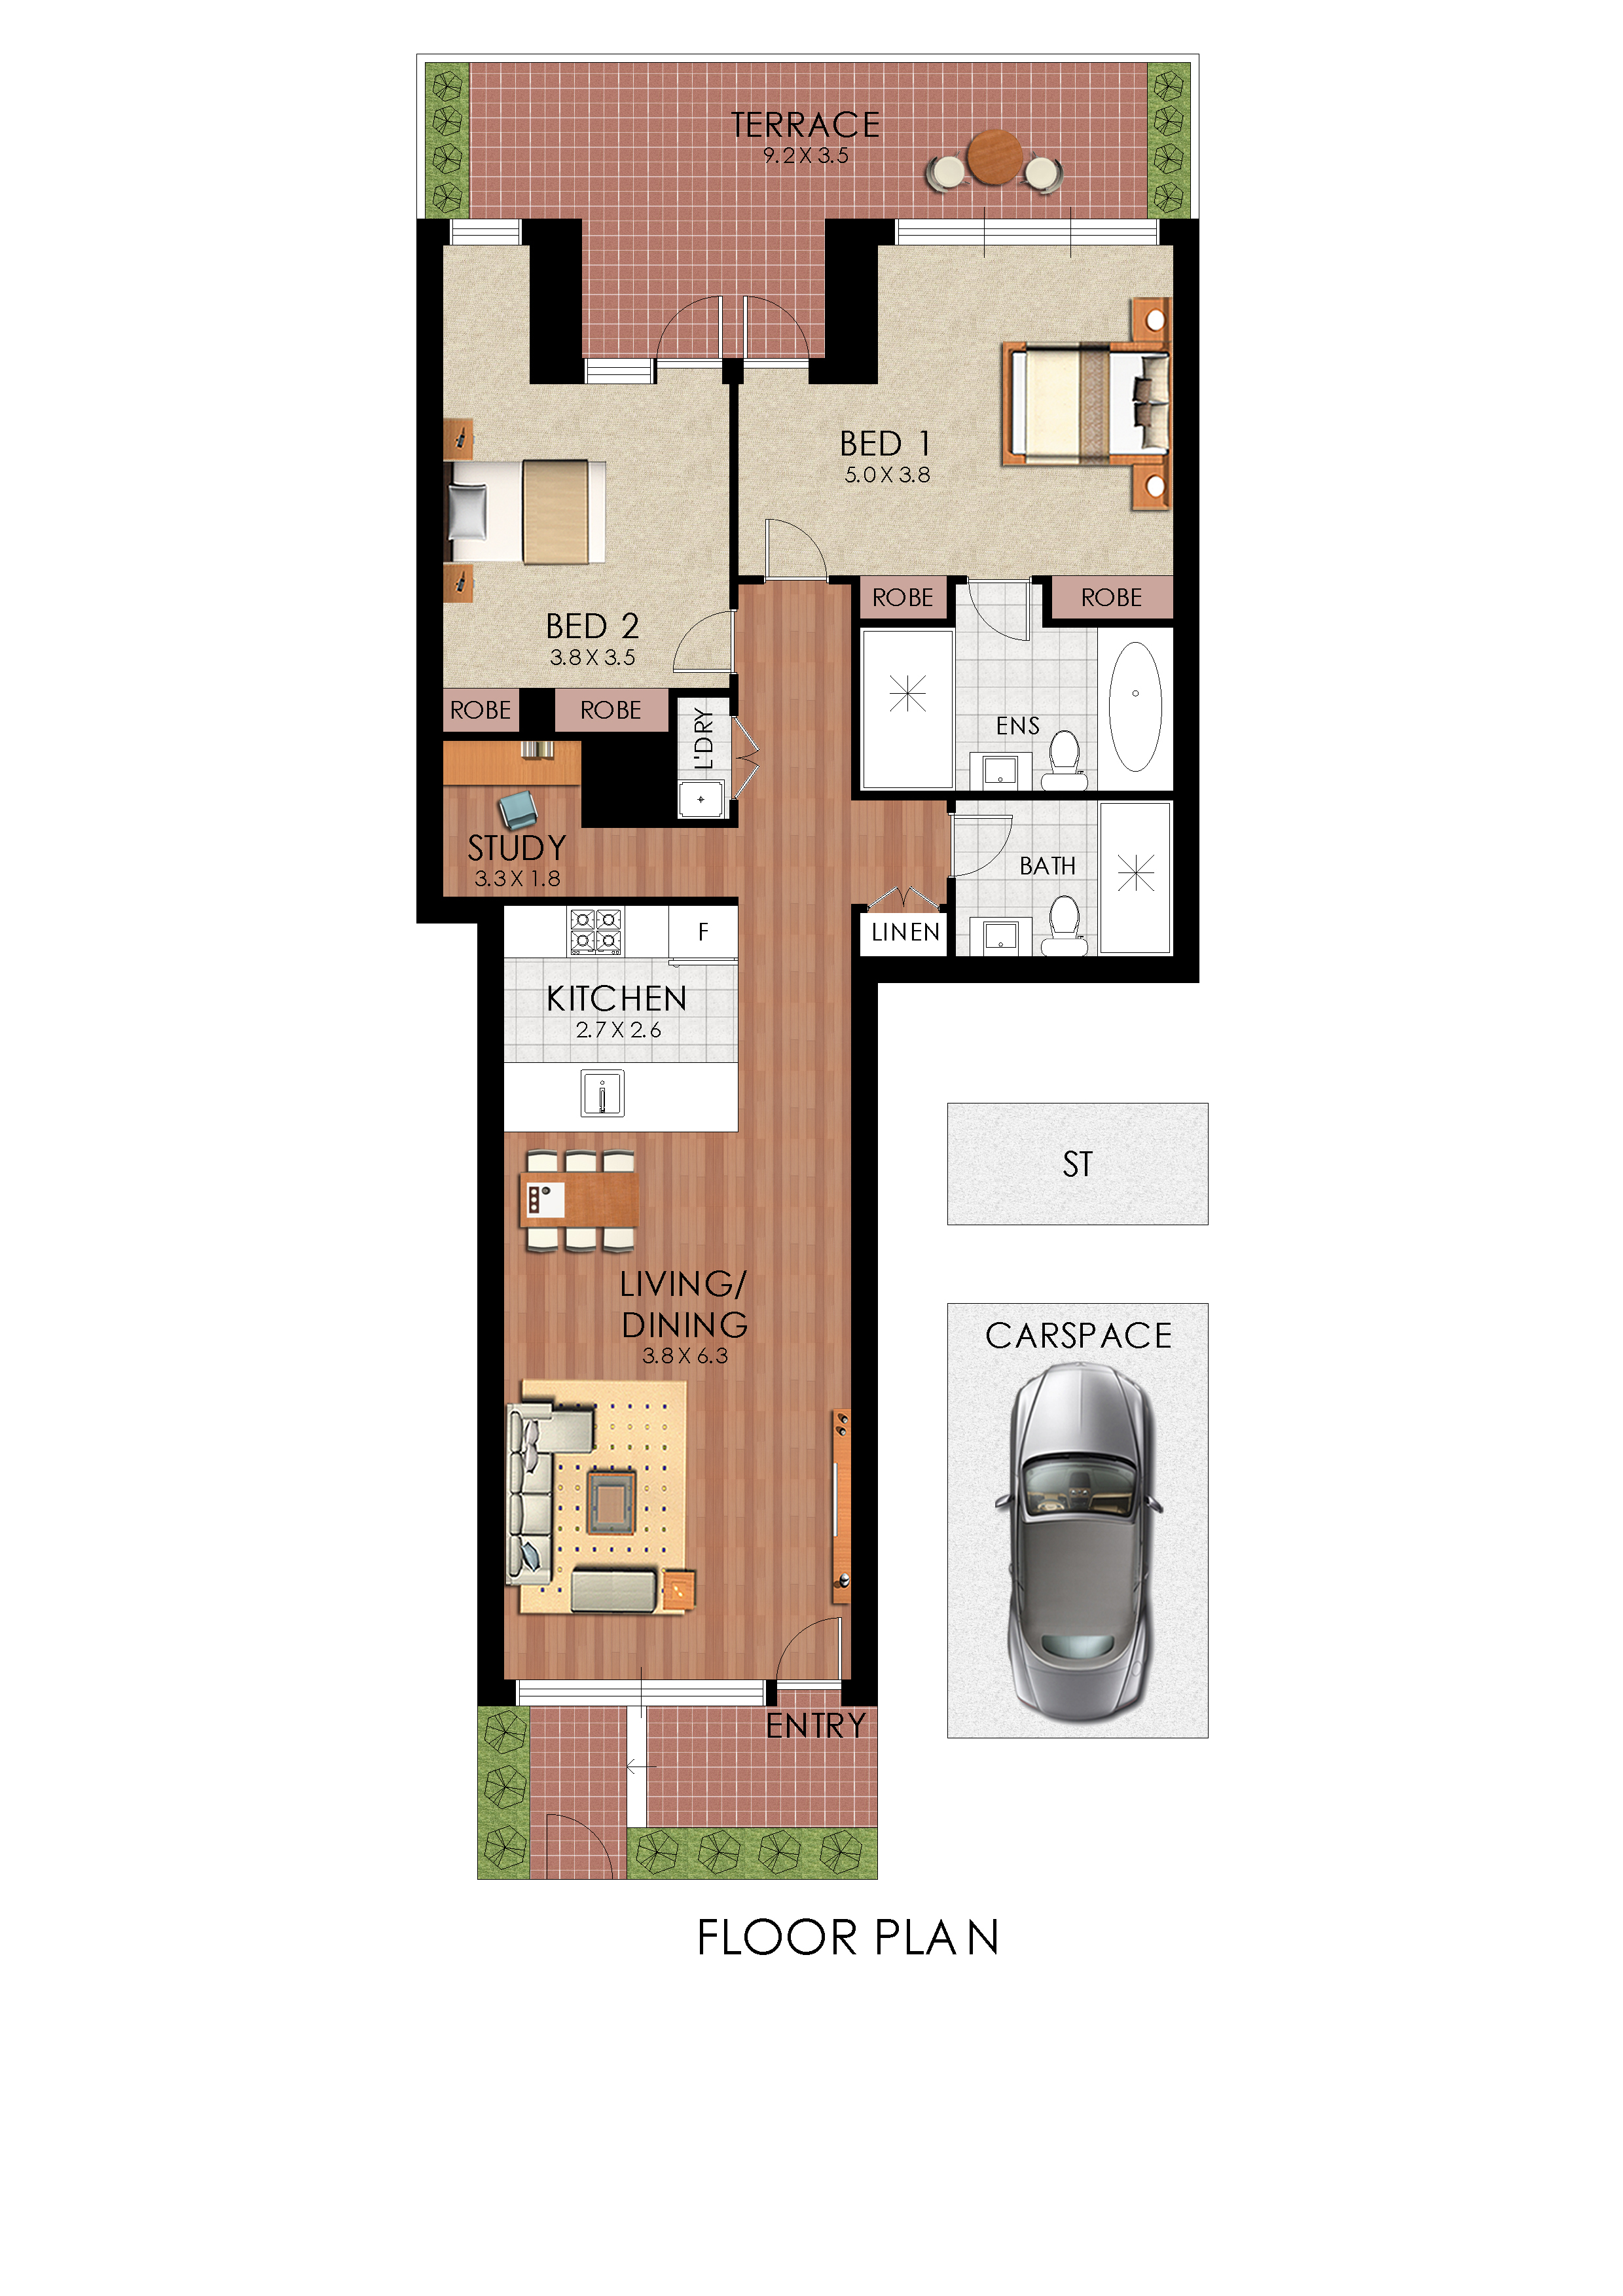 TERRACE
9.2 X 3.5
BED 1
5.0 X 3.8
ROBE
ROBE
BED 2
3.8 X 3.5
ROBE
ROBE
L'DRY
ENS
STUDY
3.3 X 1.8
BATH
LINEN
F
KITCHEN
2.7 X 2.6
ST
LIVING/
DINING
3.8 X 6.3
CARSPACE
ENTRY
FLOOR PLAN